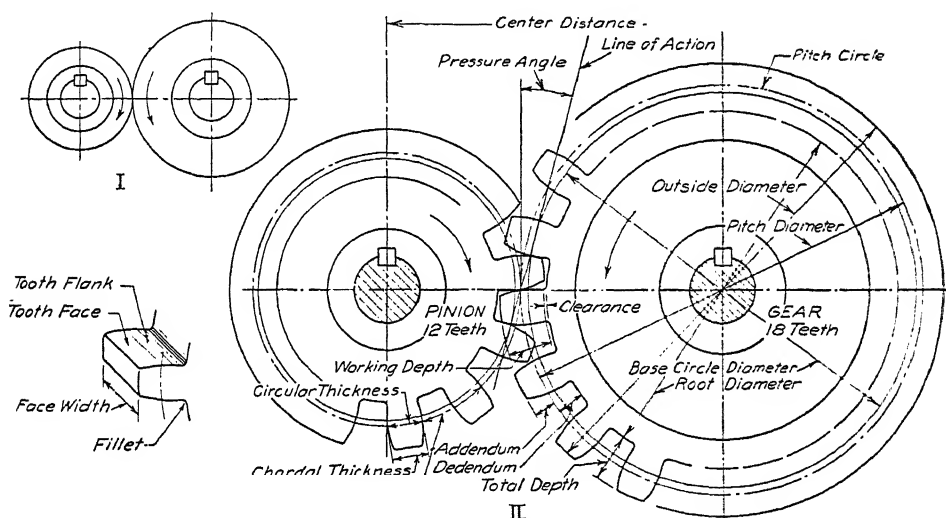 Center Distance
Line of Action
Pressure Angle
Pitch Circle
I
Outside Diameter
Pitch Diameter
Tooth Flank
Tooth Face
PINION
12 Teeth
Clearance
GEAR
18 Teeth
Working Depth
Base Circle Diameter
Root Diameter
Circular Thickness
Face Width
Fillet
Addendum
Dedendum
Chordal Thickness
Total Depth
II